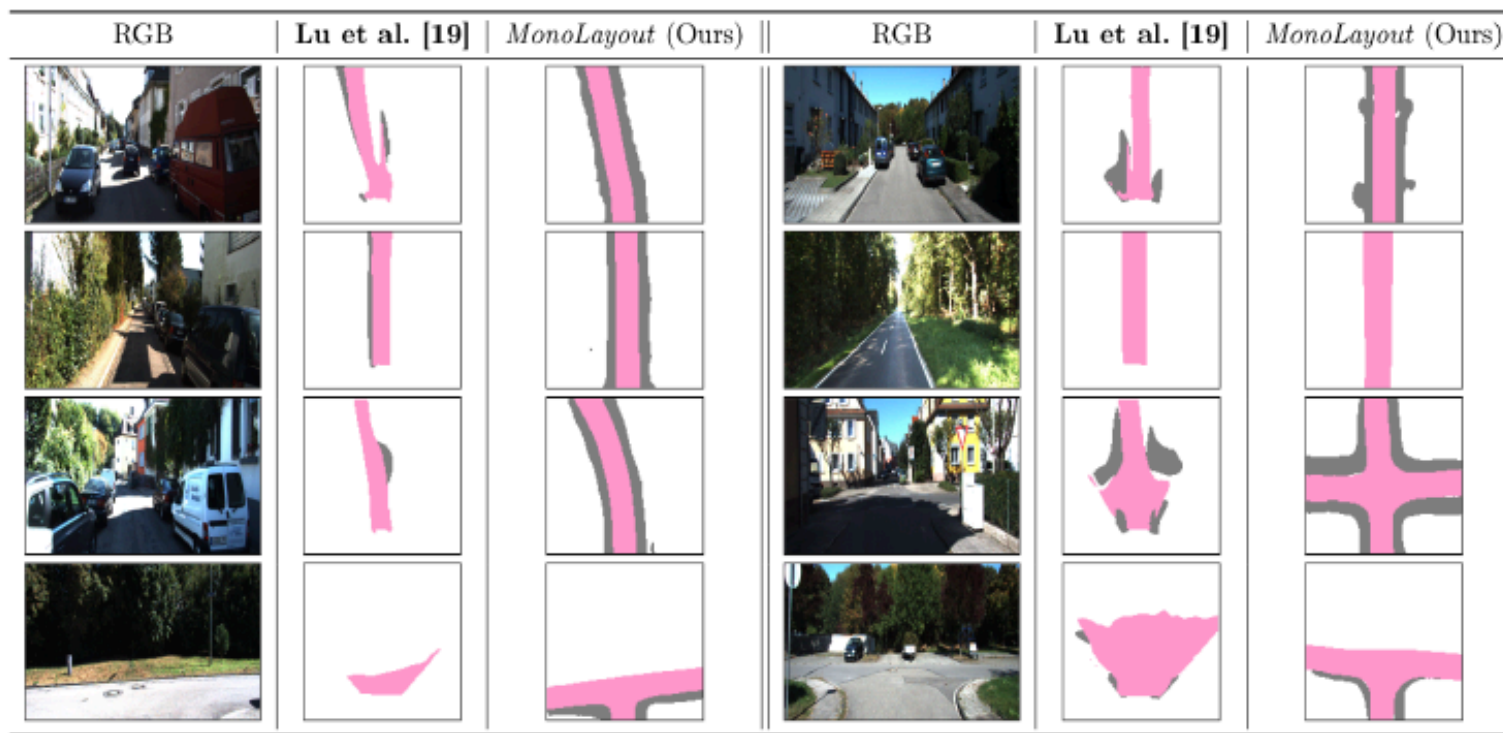 RGB | Lu et al. [19] | MonoLayout (Ours) || RGB | Lu et al. [19] | MonoLayout (Ours)